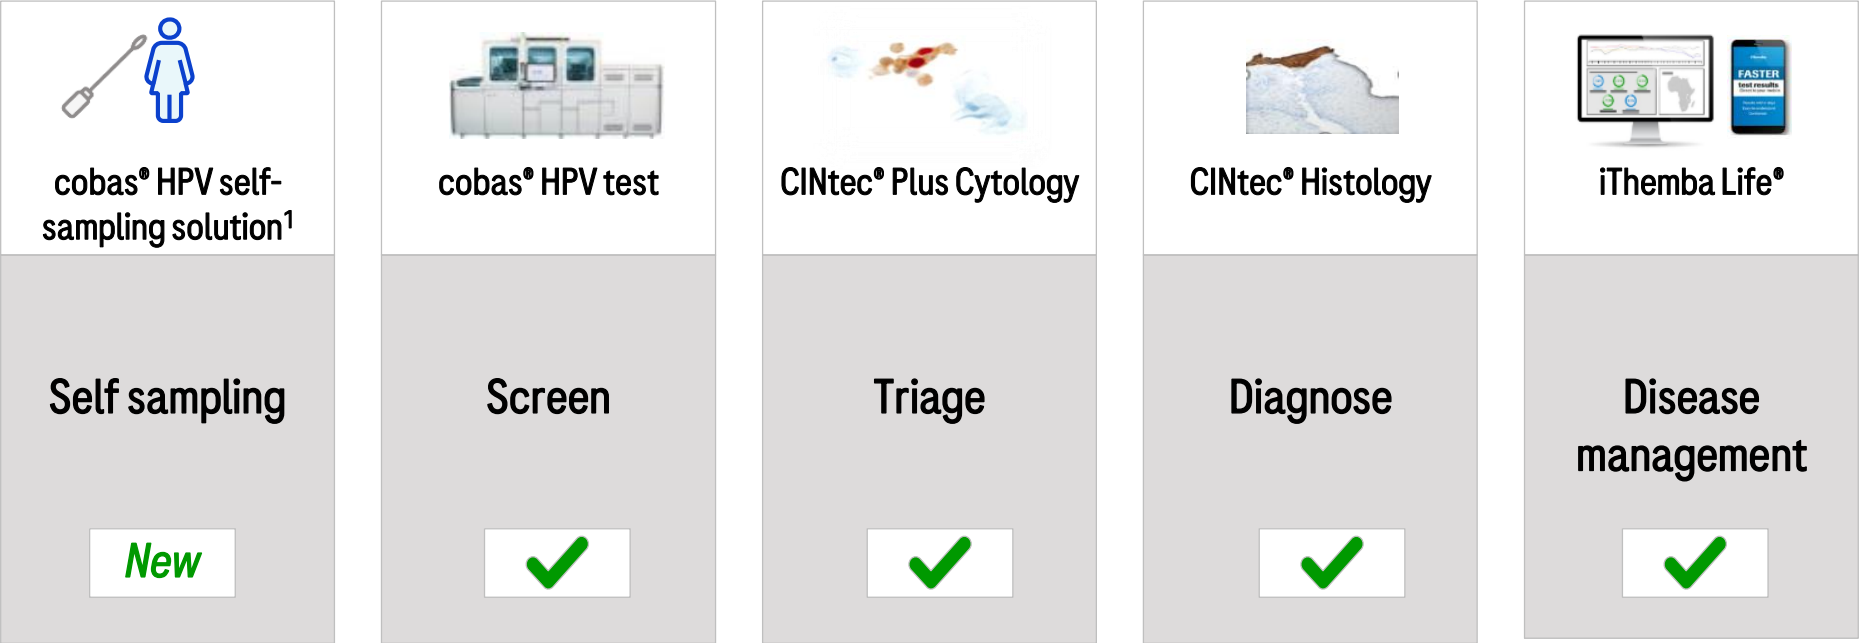 cobas® HPV self-
sampling solution¹
cobas® HPV test
CINtec® Plus Cytology
CINtec® Histology
iThemba Life®
FASTER
test results
Self sampling
Screen
Triage
Diagnose
Disease
management
New